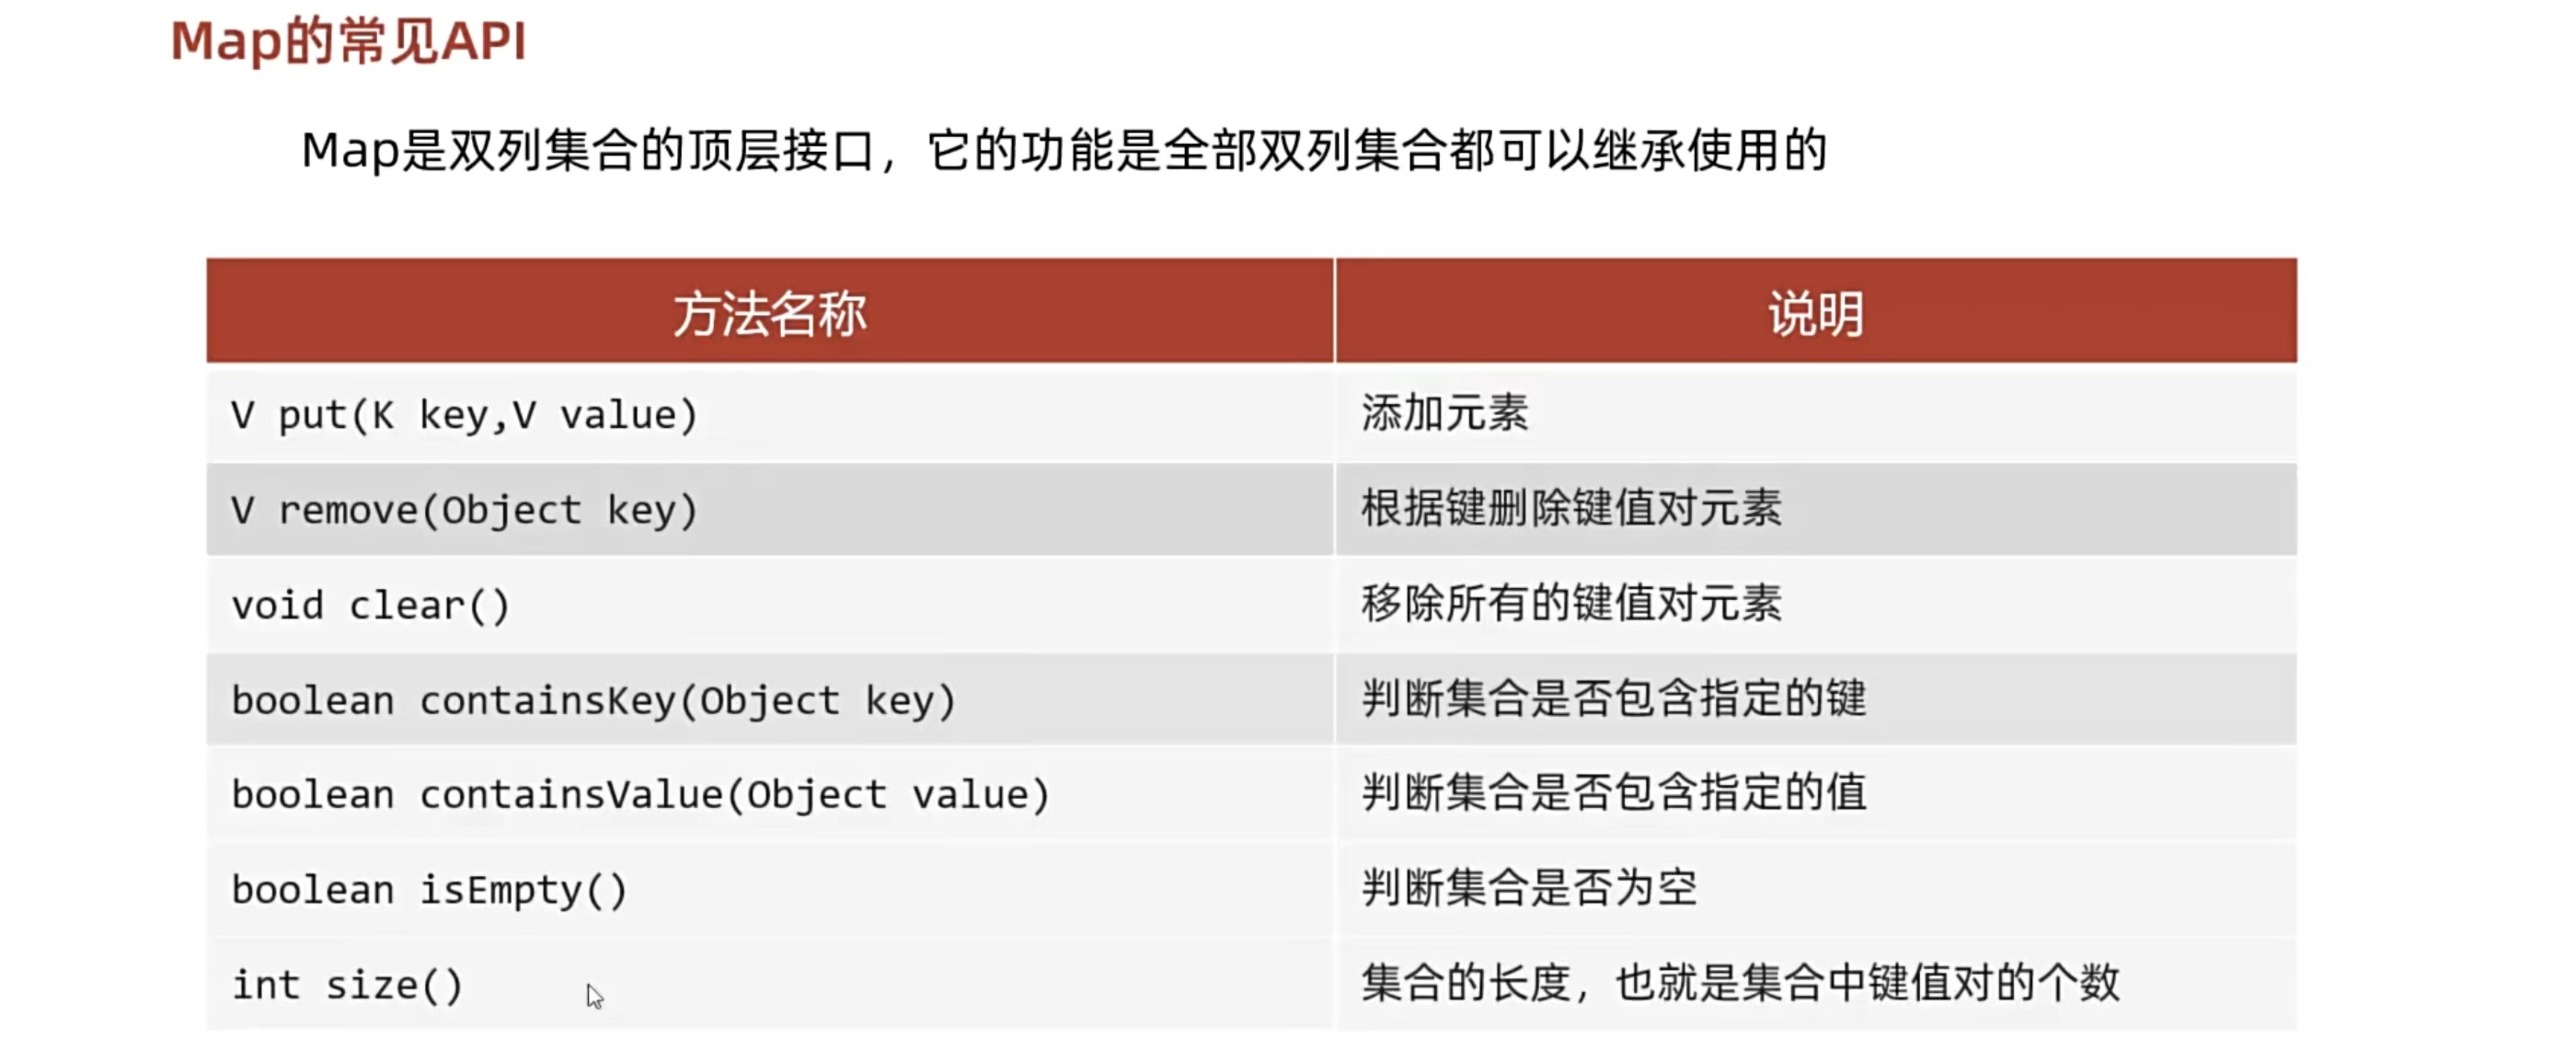 Map的常见API
Map是双列集合的顶层接口，它的功能是全部双列集合都可以继承使用的
方法名称 说明
V put(K key,V value) 添加元素
V remove(Object key) 根据键删除键值对元素
void clear() 移除所有的键值对元素
boolean containsKey(Object key) 判断集合是否包含指定的键
boolean containsValue(Object value) 判断集合是否包含指定的值
boolean isEmpty() 判断集合是否为空
int size() 集合的长度，也就是集合中键值对的个数